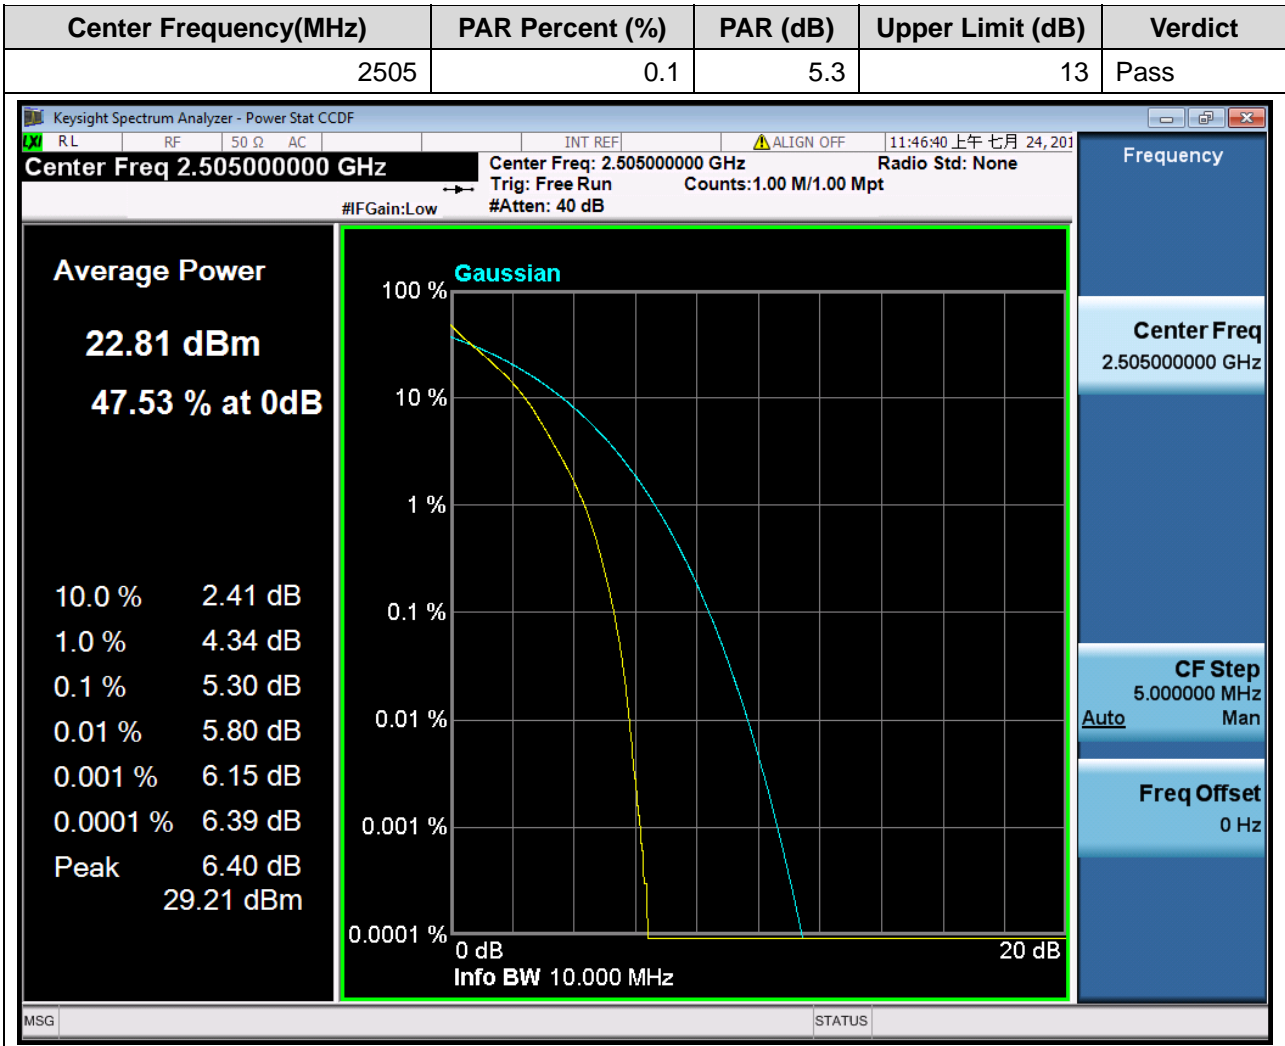 Center Frequency(MHz) PAR Percent (%) PAR (dB) Upper Limit (dB) Verdict
2505 0.1 5.3 13 Pass
Keysight Spectrum Analyzer - Power Stat CCDF
LXI RL RF 50 Ω AC INT REF ALIGN OFF 11:46:40 上午 七月 24, 201
Center Freq 2.505000000 GHz
Center Freq: 2.505000000 GHz Radio Std: None
Trig: Free Run Counts:1.00 M/1.00 Mpt
#IFGain:Low #Atten: 40 dB
Frequency
Average Power
22.81 dBm
47.53 % at 0dB
10.0 % 2.41 dB
1.0 % 4.34 dB
0.1 % 5.30 dB
0.01 % 5.80 dB
0.001 % 6.15 dB
0.0001 % 6.39 dB
Peak 6.40 dB
29.21 dBm
Gaussian
100 %
10 %
1 %
0.1 %
0.01 %
0.001 %
0.0001 %
0 dB 20 dB
Info BW 10.000 MHz
Center Freq
2.505000000 GHz
CF Step
5.000000 MHz
Auto Man
Freq Offset
0 Hz
MSG STATUS